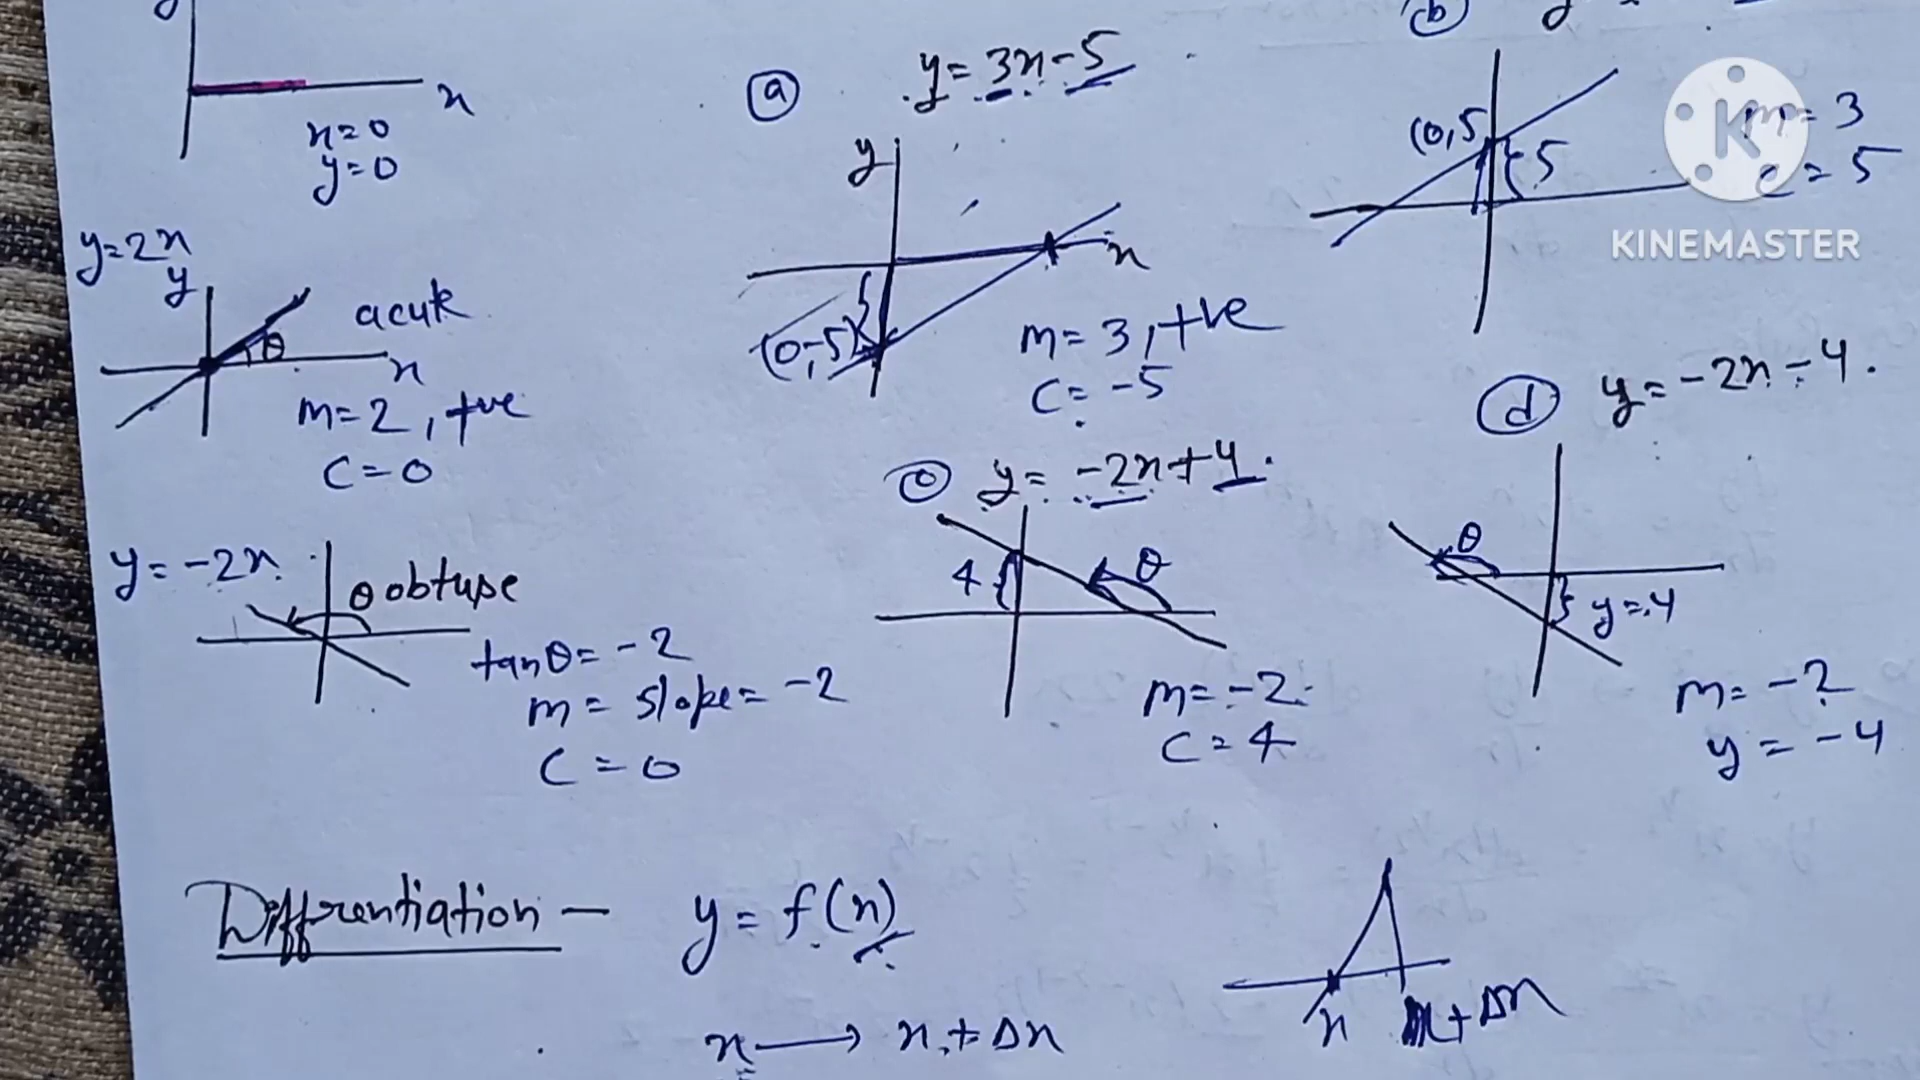 y
x
x=0
y=0
y=2x
y
acute
θ
x
m=2, +ve
C=0
y=-2x
θ obtuse
tanθ=-2
m= slope=-2
C=0
(a) y=3x-5
y
x
(0,-5)
m=3, +ve
C=-5
(b) y
(0,5
5
m=3
C=5
KINEMASTER
(c) y=-2x+4.
4
θ
m=-2
C=4
(d) y=-2x-4.
θ
y=-4
m=-2
y=-4
Diffrentiation — y=f(x)
x x+Δx
x → x+Δx